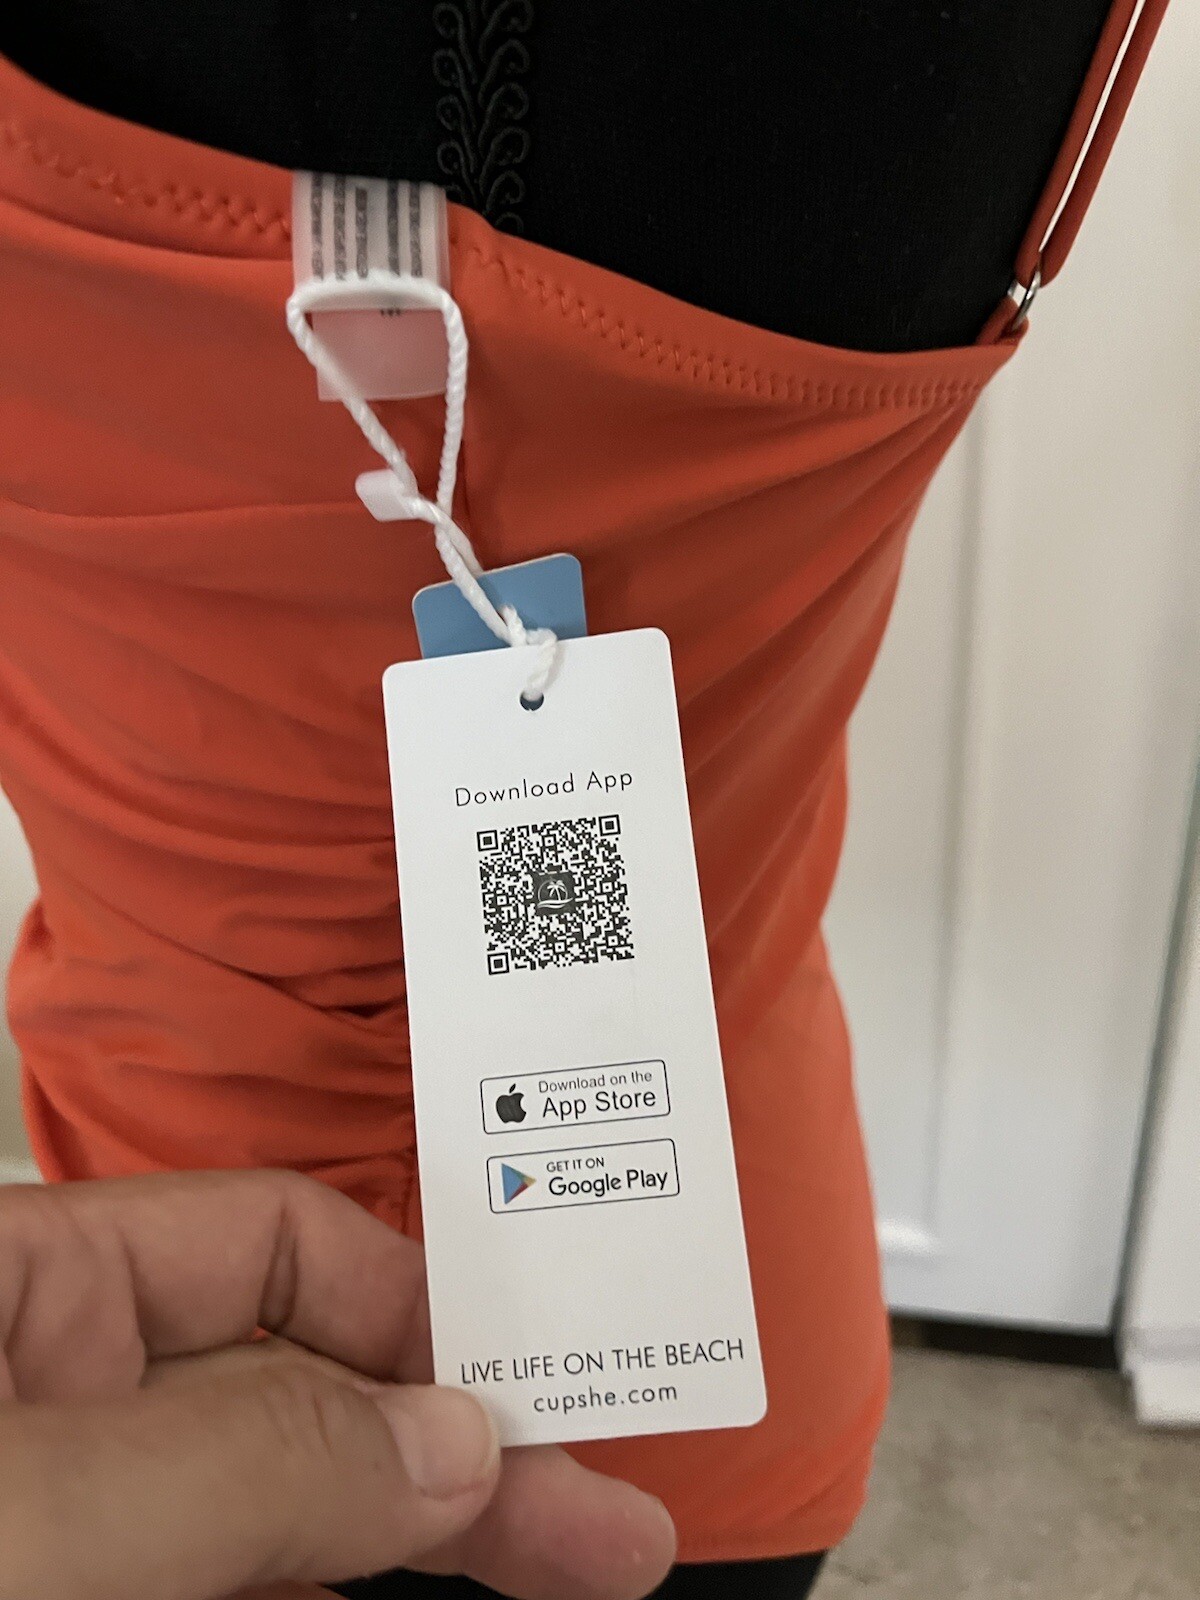 Download App
Download on the
App Store
GET IT ON
Google Play
LIVE LIFE ON THE BEACH
cupshe.com